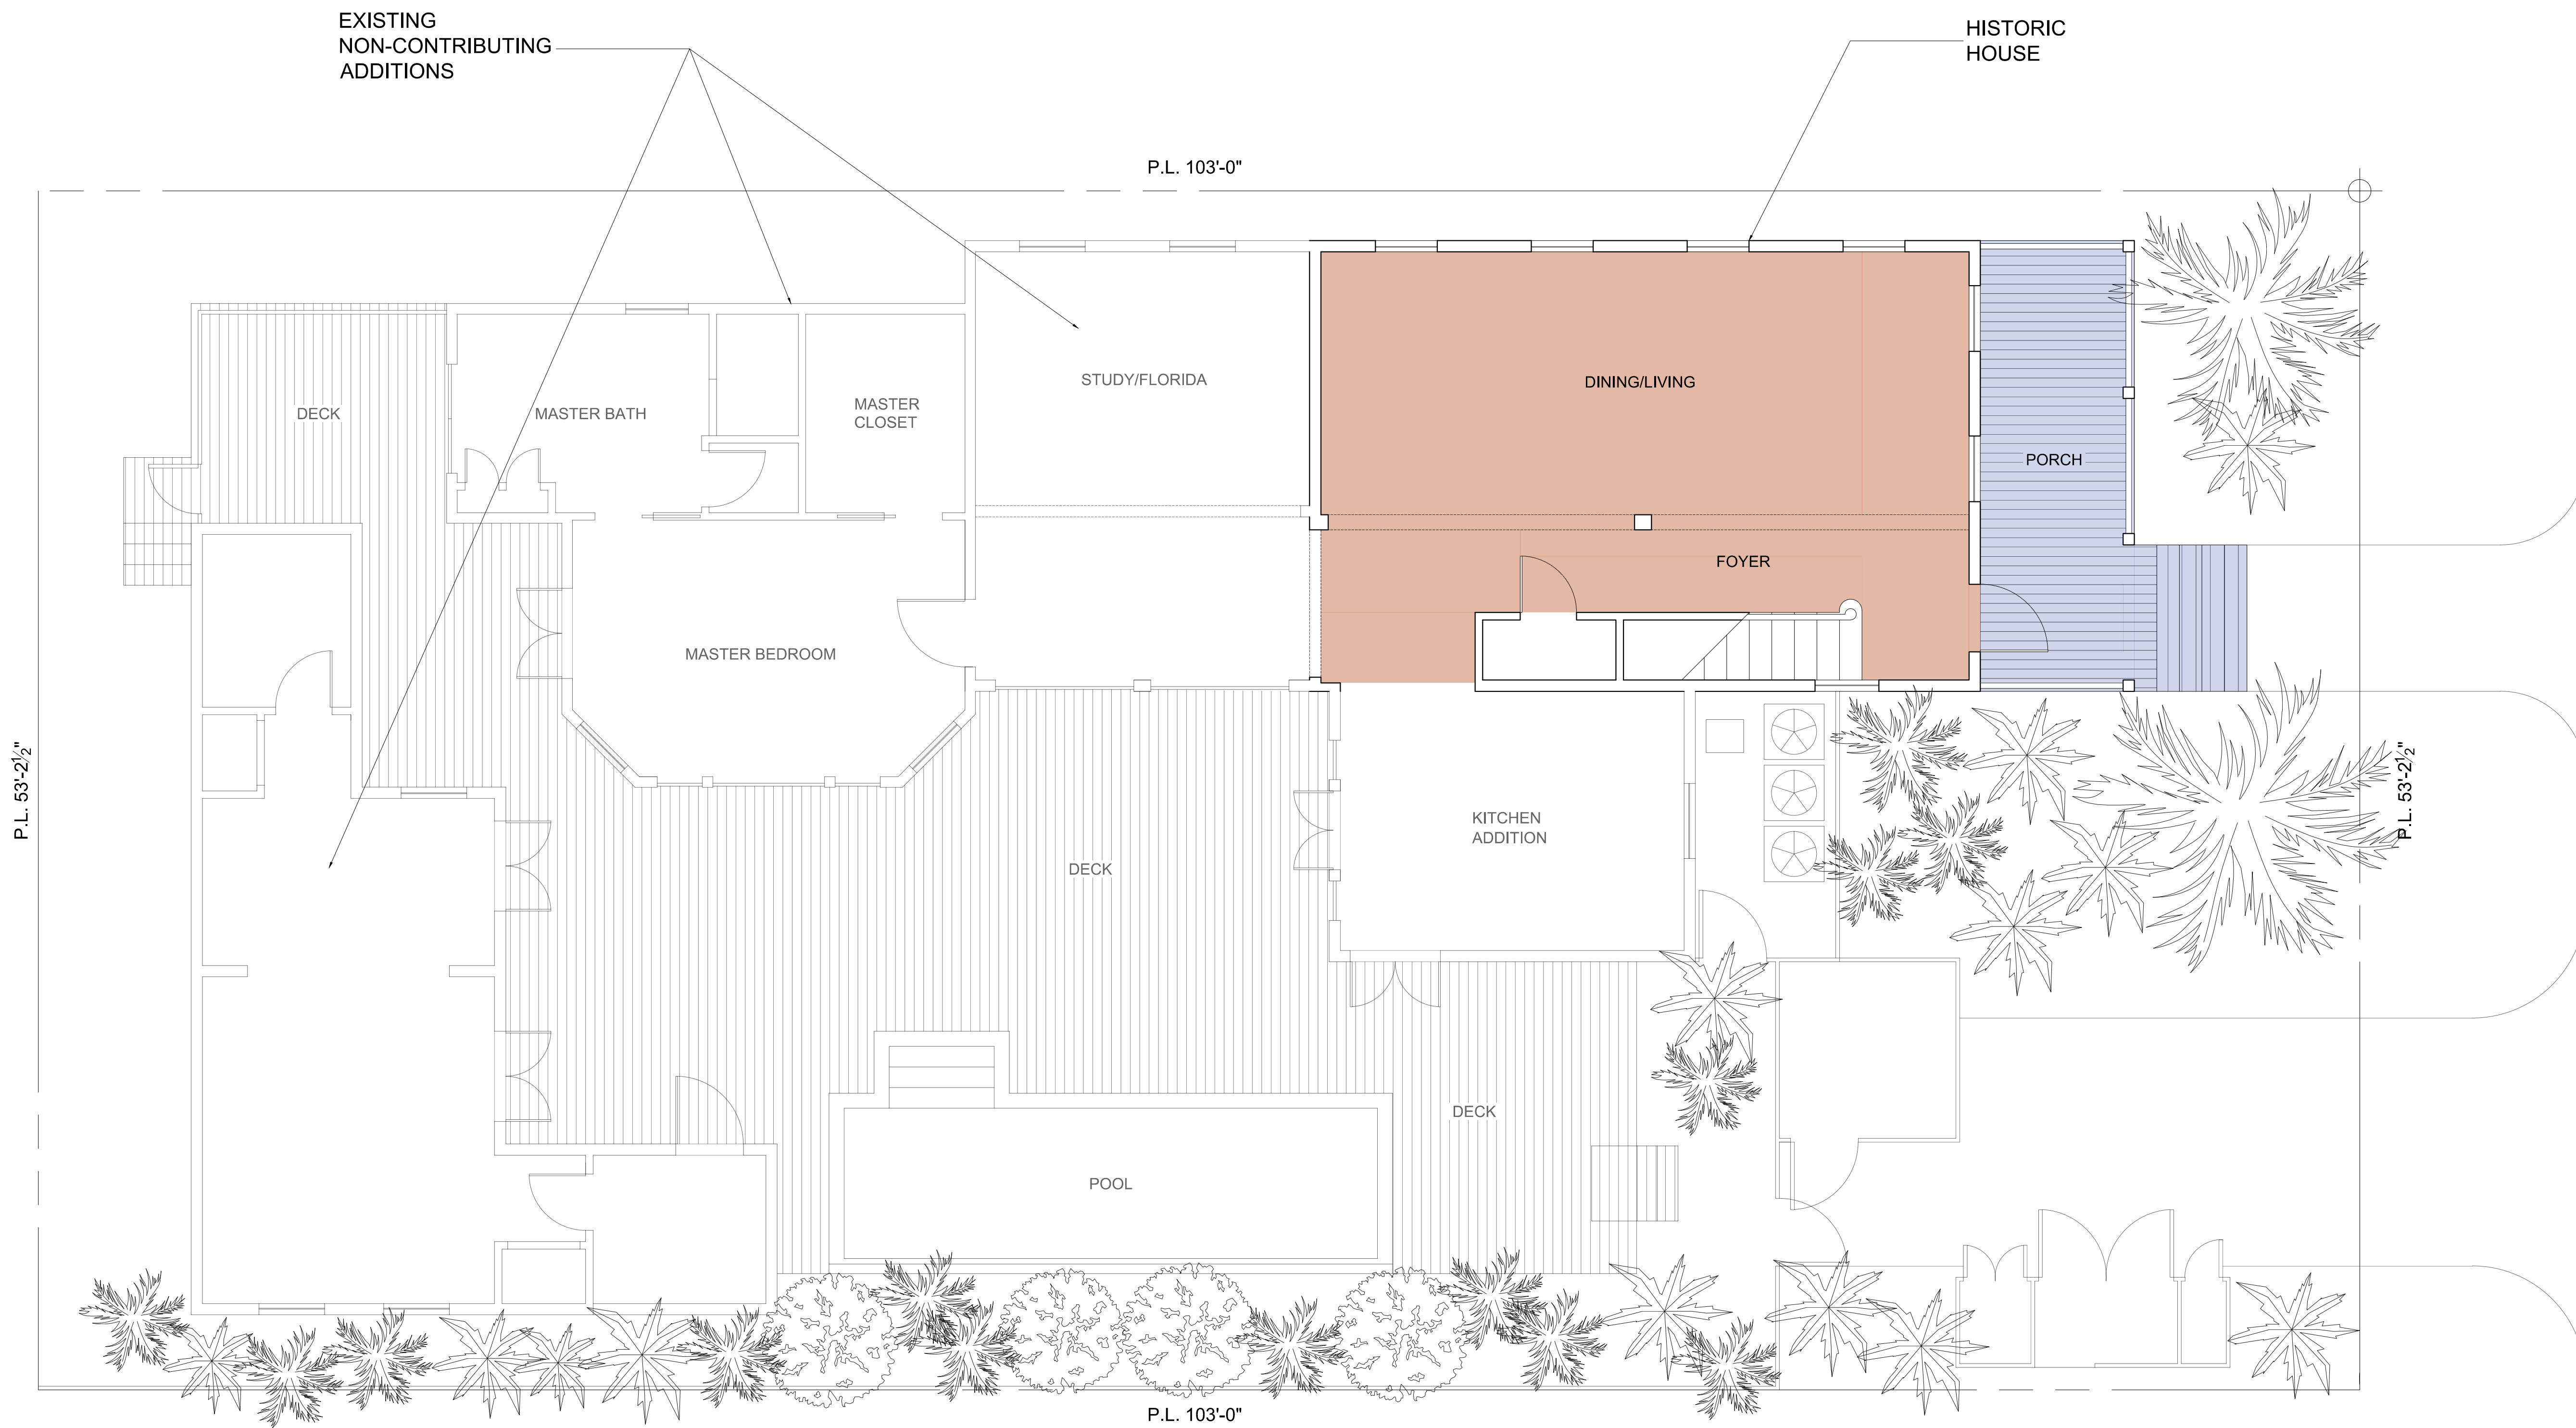 EXISTING
NON-CONTRIBUTING
ADDITIONS
HISTORIC
HOUSE
P.L. 103'-0"
STUDY/FLORIDA
DINING/LIVING
DECK
MASTER BATH
MASTER
CLOSET
PORCH
FOYER
MASTER BEDROOM
P.L. 53'-2½"
P.L. 53'-2½"
KITCHEN
ADDITION
DECK
DECK
POOL
P.L. 103'-0"